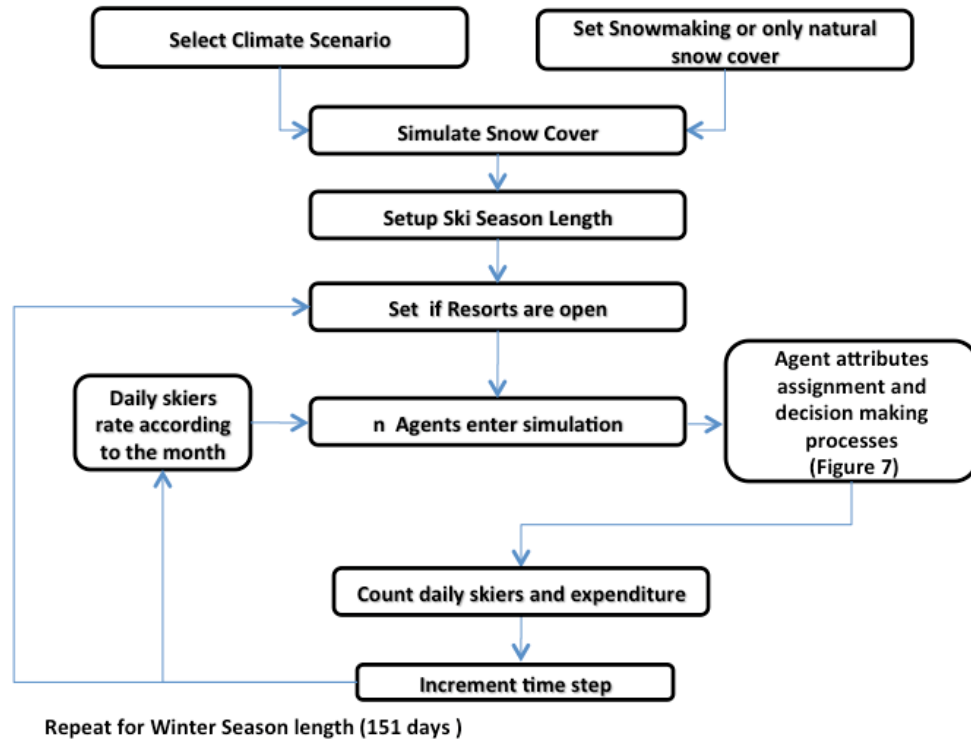 Select Climate Scenario
Set Snowmaking or only natural
snow cover
Simulate Snow Cover
Setup Ski Season Length
Set if Resorts are open
Daily skiers
rate according
to the month
n Agents enter simulation
Agent attributes
assignment and
decision making
processes
(Figure 7)
Count daily skiers and expenditure
Increment time step
Repeat for Winter Season length (151 days )